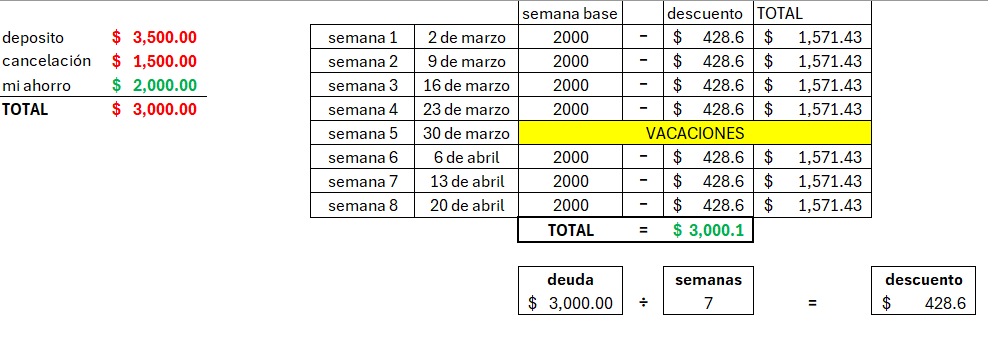 semana base descuento TOTAL
deposito $ 3,500.00 semana 1 2 de marzo 2000 - $ 428.6 $ 1,571.43
cancelación $ 1,500.00 semana 2 9 de marzo 2000 - $ 428.6 $ 1,571.43
mi ahorro $ 2,000.00 semana 3 16 de marzo 2000 - $ 428.6 $ 1,571.43
TOTAL $ 3,000.00 semana 4 23 de marzo 2000 - $ 428.6 $ 1,571.43
semana 5 30 de marzo VACACIONES
semana 6 6 de abril 2000 - $ 428.6 $ 1,571.43
semana 7 13 de abril 2000 - $ 428.6 $ 1,571.43
semana 8 20 de abril 2000 - $ 428.6 $ 1,571.43
TOTAL = $ 3,000.1
deuda semanas descuento
$ 3,000.00 ÷ 7 = $ 428.6